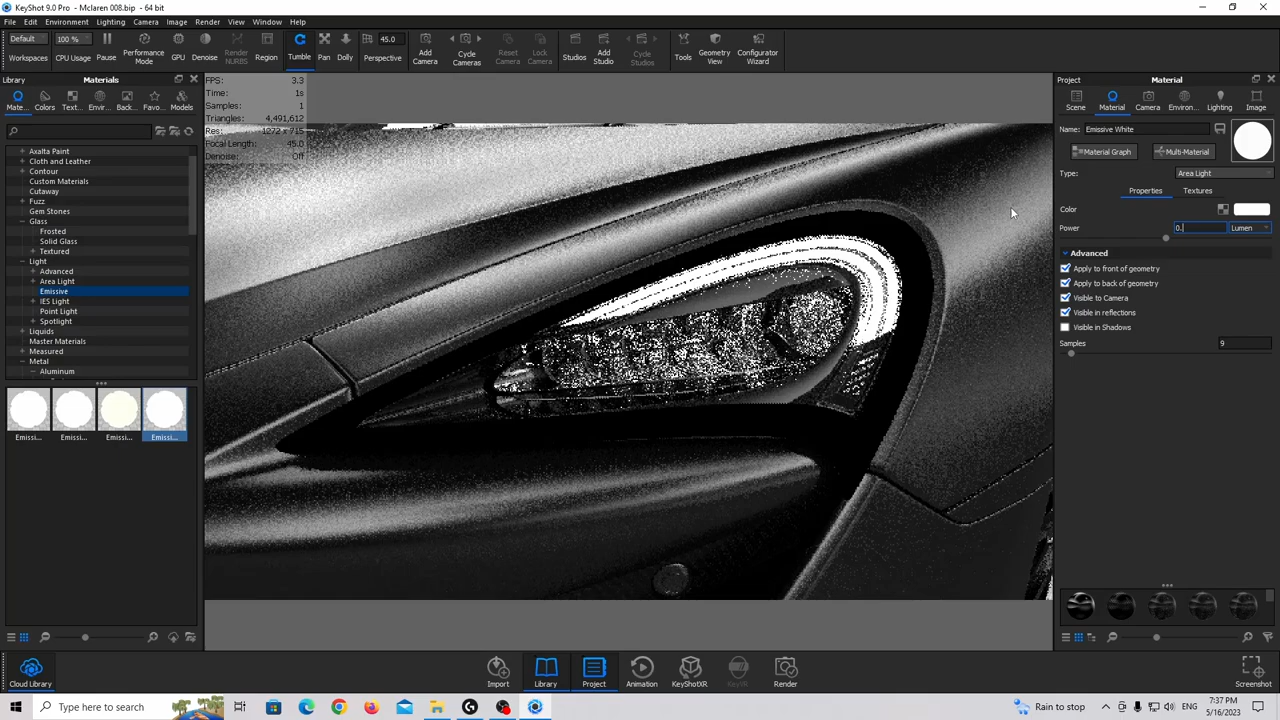 KeyShot 9.0 Pro - Mclaren 008.bip - 64 bit
File Edit Environment Lighting Camera Image Render View Window Help
Default 100 % 45.0
Workspaces CPU Usage Pause Performance Mode GPU Denoise Render NURBS Region Tumble Pan Dolly Perspective Add Camera Cycle Cameras Reset Camera Lock Camera Studios Add Studio Cycle Studios Tools Geometry View Configurator Wizard
Library Materials
Mate... Colors Text... Envir... Back... Favo... Models
Axalta Paint
Cloth and Leather
Contour
Custom Materials
Cutaway
Fuzz
Gem Stones
Glass
Frosted
Solid Glass
Textured
Light
Advanced
Area Light
Emissive
IES Light
Point Light
Spotlight
Liquids
Master Materials
Measured
Metal
Aluminum
Emissi... Emissi... Emissi... Emissi...
FPS: 3.3
Time: 1s
Samples: 1
Triangles: 4,491,612
Focal Length: 45.0
Denoise: Off
Project Material
Scene Material Camera Environ... Lighting Image
Name: Emissive White
Material Graph Multi-Material
Type: Area Light
Properties Textures
Color
Power 0. Lumen
Advanced
Apply to front of geometry
Apply to back of geometry
Visible to Camera
Visible in reflections
Visible in Shadows
Samples 9
Cloud Library Import Library Project Animation KeyShotXR KeyVR Render Screenshot
Type here to search
Rain to stop
ENG
7:37 PM
5/16/2023